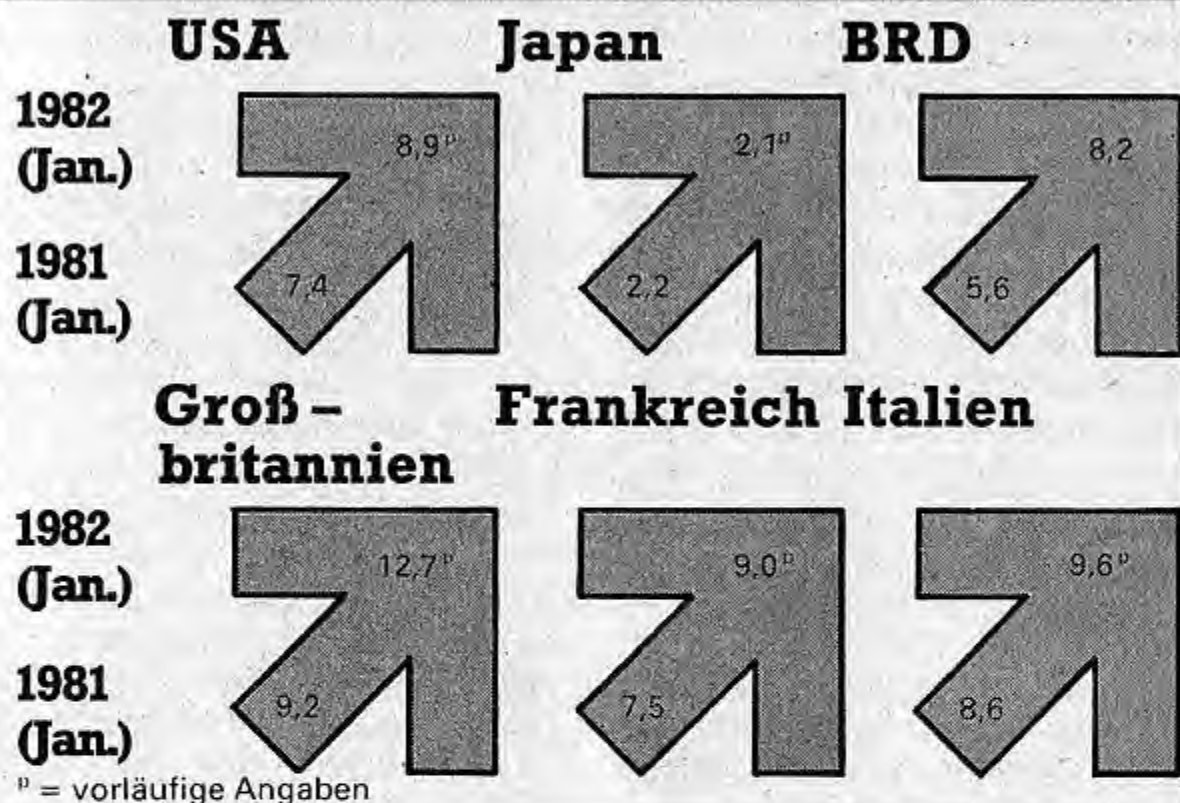 USA Japan BRD
1982
(Jan.)
8,9ᵖ 2,1ᵖ 8,2
1981
(Jan.)
7,4 2,2 5,6
Groß – Frankreich Italien
britannien
1982
(Jan.)
12,7ᵖ 9,0ᵖ 9,6ᵖ
1981
(Jan.)
9,2 7,5 8,6
ᵖ = vorläufige Angaben